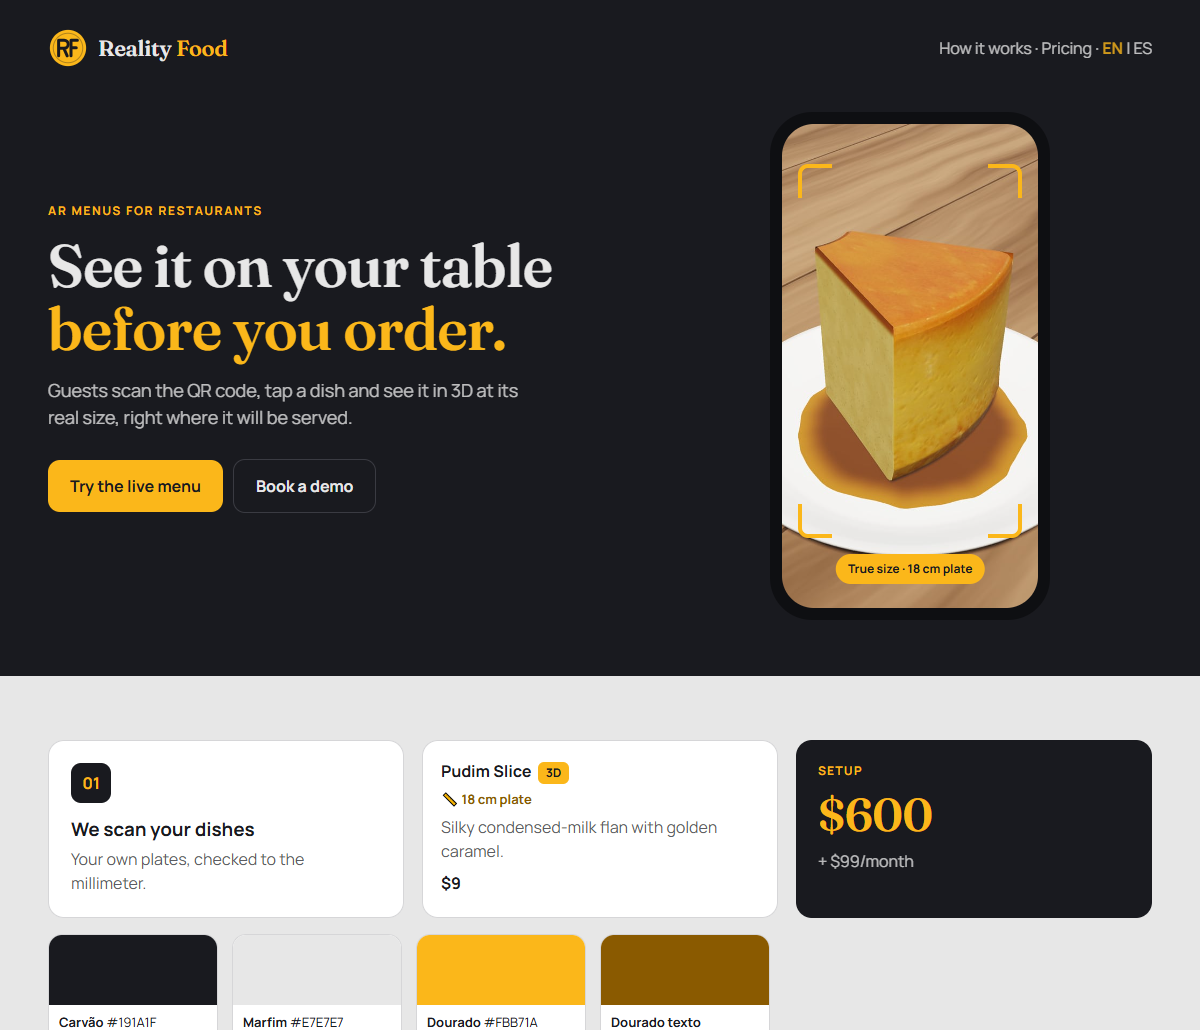 RF Reality Food
How it works · Pricing · EN | ES
AR MENUS FOR RESTAURANTS
See it on your table
before you order.
Guests scan the QR code, tap a dish and see it in 3D at its
real size, right where it will be served.
Try the live menu
Book a demo
True size · 18 cm plate
01
We scan your dishes
Your own plates, checked to the
millimeter.
Pudim Slice 3D
📏 18 cm plate
Silky condensed-milk flan with golden
caramel.
$9
SETUP
$600
+ $99/month
Carvão #191A1F
Marfim #E7E7E7
Dourado #FBB71A
Dourado texto